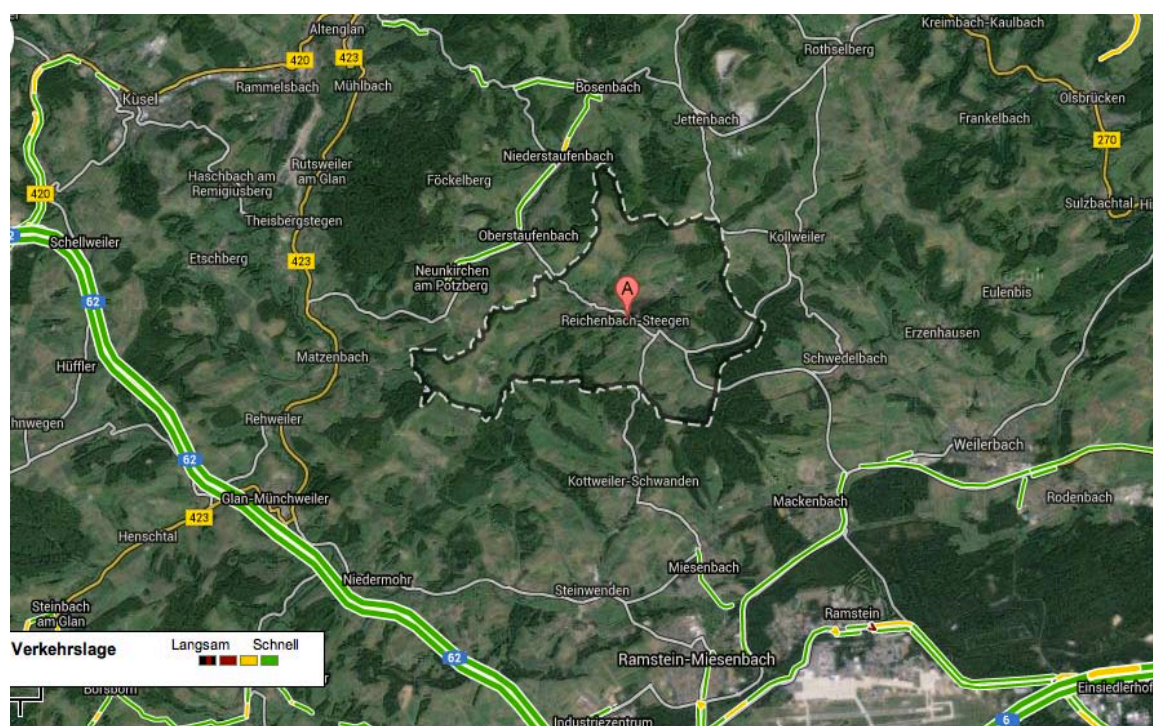 Altenglan
Kreimbach-Kaulbach
420
423
Rothselberg
Rammelsbach
Mühlbach
Bosenbach
Kusel
Olsbrücken
Jettenbach
Frankelbach
270
Niederstaufenbach
Rutsweiler
am Glan
Haschbach am
Remigiusberg
Föckelberg
420
Sulzbachtal
Theisbergstegen
Schellweiler
Oberstaufenbach
Kollweiler
Etschberg
423
Neunkirchen
am Potzberg
A
Eulenbis
62
Reichenbach-Steegen
Erzenhausen
Matzenbach
Schwedelbach
Hüffler
Rehweiler
Weilerbach
62
Kottweiler-Schwanden
Glan-Münchweiler
Mackenbach
Rodenbach
423
Henschtal
Miesenbach
Niedermohr
Steinwenden
Steinbach
am Glan
Ramstein
Verkehrslage
Langsam
Schnell
62
Ramstein-Miesenbach
Einsiedlerhof
Industriezentrum
6